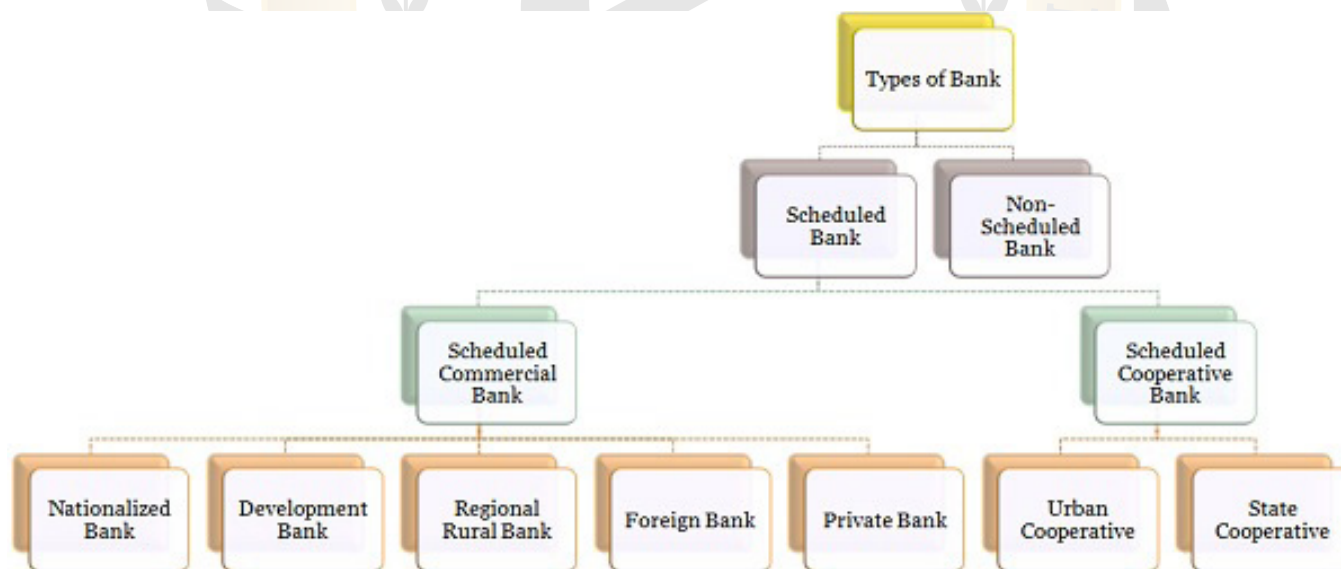 Types of Bank
Scheduled
Bank
Non-
Scheduled
Bank
Scheduled
Commercial
Bank
Scheduled
Cooperative
Bank
Nationalized
Bank
Development
Bank
Regional
Rural Bank
Foreign Bank
Private Bank
Urban
Cooperative
State
Cooperative